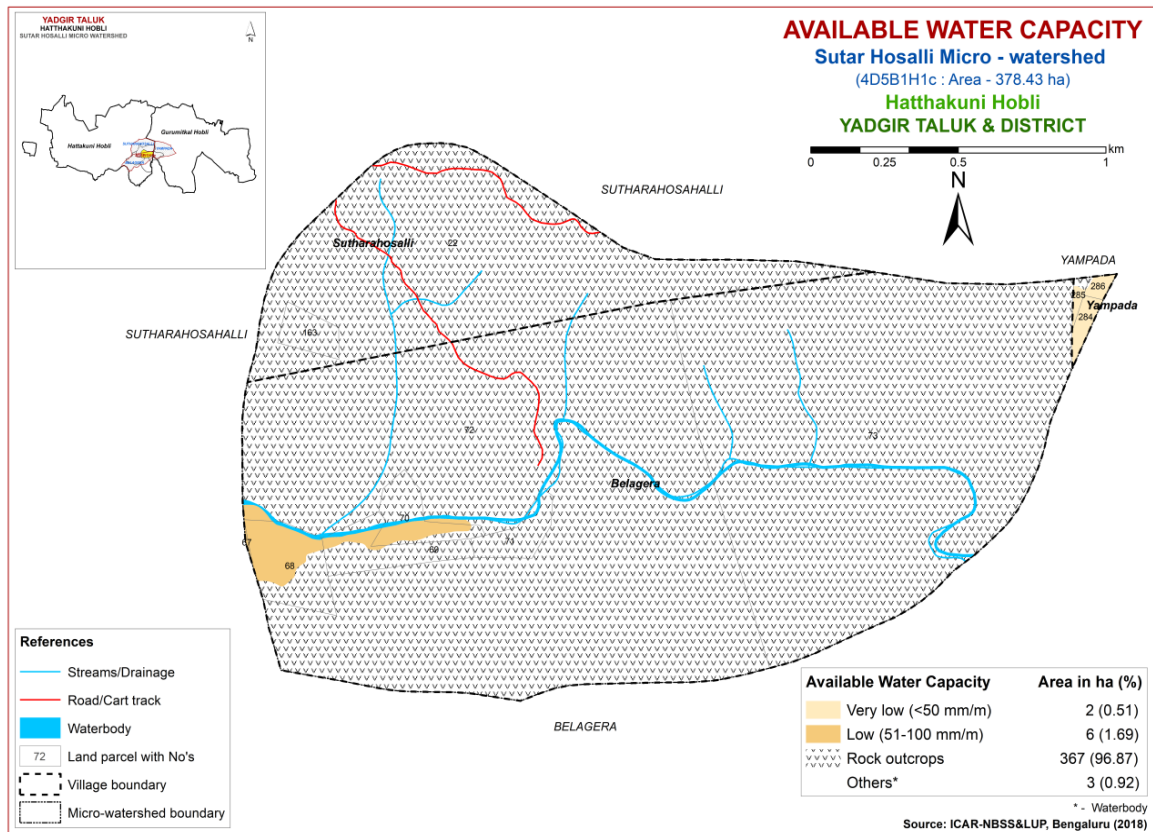 YADGIR TALUK
HATTHAKUNI HOBLI
SUTAR HOSALLI MICRO WATERSHED
N
Gurumitkal Hobli
Hattakuni Hobli
AVAILABLE WATER CAPACITY
Sutar Hosalli Micro - watershed
(4D5B1H1c : Area - 378.43 ha)
Hatthakuni Hobli
YADGIR TALUK & DISTRICT
km
0 0.25 0.5 1
N
SUTHARAHOSAHALLI
Sutharahosalli
22
YAMPADA
286
285
Yampada
284
SUTHARAHOSAHALLI
163
72
73
Belagera
70
67
71
69
68
BELAGERA
References
Streams/Drainage
Road/Cart track
Waterbody
72 Land parcel with No's
Village boundary
Micro-watershed boundary
Available Water Capacity Area in ha (%)
Very low (<50 mm/m) 2 (0.51)
Low (51-100 mm/m) 6 (1.69)
Rock outcrops 367 (96.87)
Others* 3 (0.92)
* - Waterbody
Source: ICAR-NBSS&LUP, Bengaluru (2018)